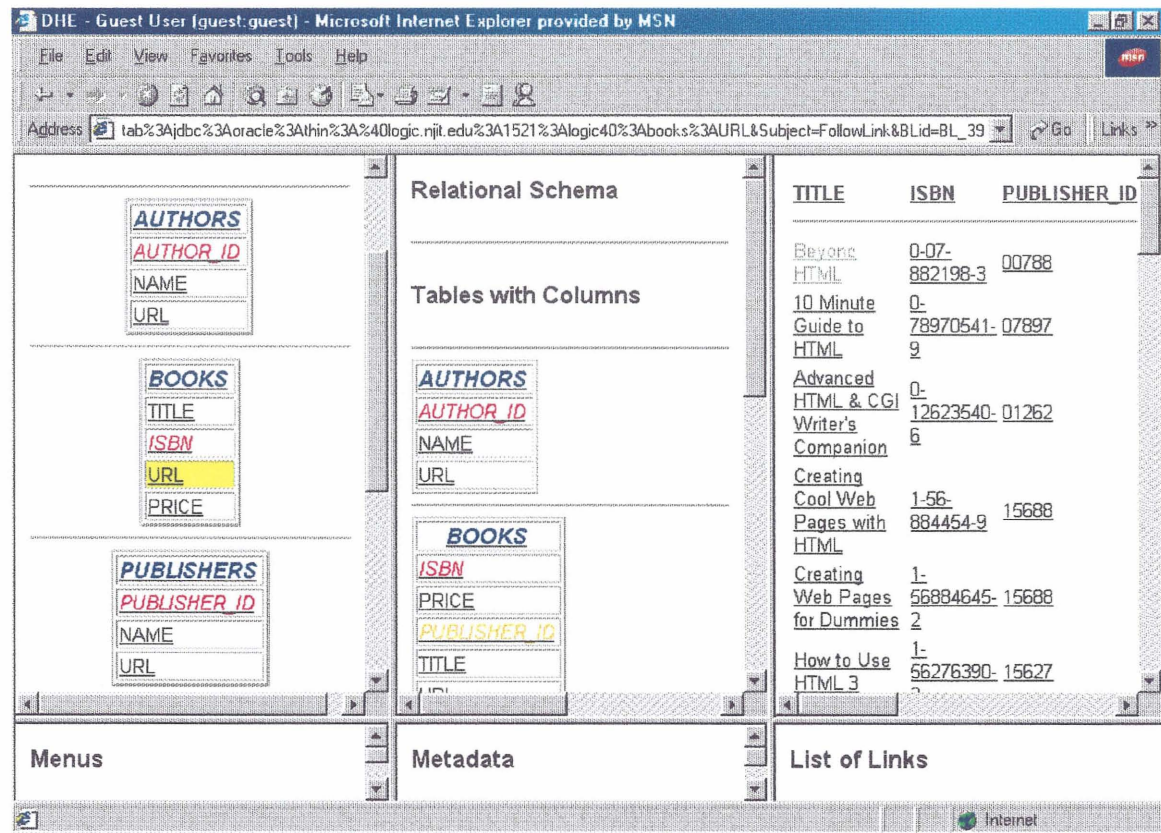 DHE - Guest User (guest:guest) - Microsoft Internet Explorer provided by MSN
File Edit View Favorites Tools Help
msn
Address tab%3Ajdbc%3Aoracle%3Athin%3A%40logic.njit.edu%3A1521%3Alogic40%3Abooks%3AURL&Subject=FollowLink&BLid=BL_39 Go Links »
AUTHORS
AUTHOR_ID
NAME
URL
BOOKS
TITLE
ISBN
URL
PRICE
PUBLISHERS
PUBLISHER_ID
NAME
URL
Relational Schema
Tables with Columns
AUTHORS
AUTHOR_ID
NAME
URL
BOOKS
ISBN
PRICE
PUBLISHER_ID
TITLE
URL
TITLE ISBN PUBLISHER_ID
Beyond 0-07-
HTML 882198-3 00788
10 Minute 0-
Guide to 78970541- 07897
HTML 9
Advanced
HTML & CGI 0-
Writer's 12623540- 01262
Companion 6
Creating
Cool Web 1-56-
Pages with 884454-9 15688
HTML
Creating 1-
Web Pages 56884645- 15688
for Dummies 2
How to Use 1-
HTML 3 56276390- 15627
Menus
Metadata
List of Links
Internet